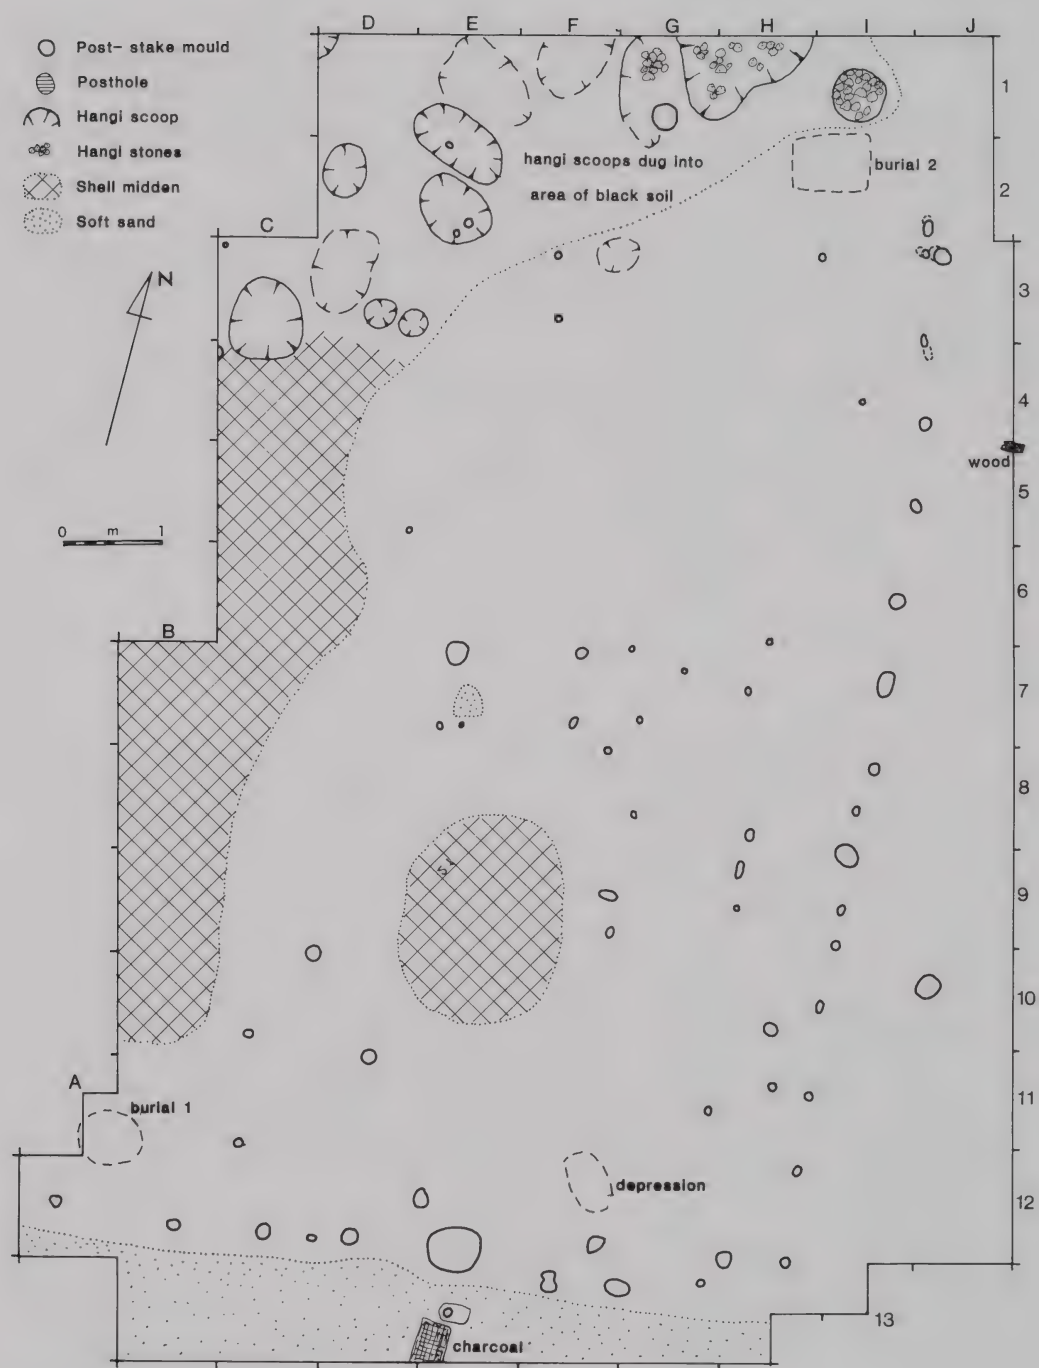 D E F G H I J
Post- stake mould
Posthole
Hangi scoop
Hangi stones
Shell midden
Soft sand
1
hangi scoops dug into
area of black soil
burial 2
2
C
N
3
4
wood
5
0 m 1
6
B
7
8
9
10
A
11
burial 1
depression
12
13
charcoal